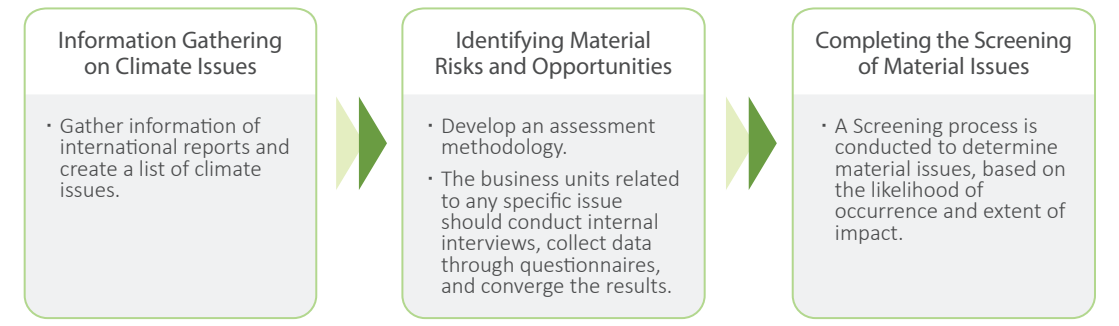 Information Gathering
on Climate Issues
· Gather information of
international reports and
create a list of climate
issues.
Identifying Material
Risks and Opportunities
· Develop an assessment
methodology.
· The business units related
to any specific issue
should conduct internal
interviews, collect data
through questionnaires,
and converge the results.
Completing the Screening
of Material Issues
· A Screening process is
conducted to determine
material issues, based on
the likelihood of
occurrence and extent of
impact.